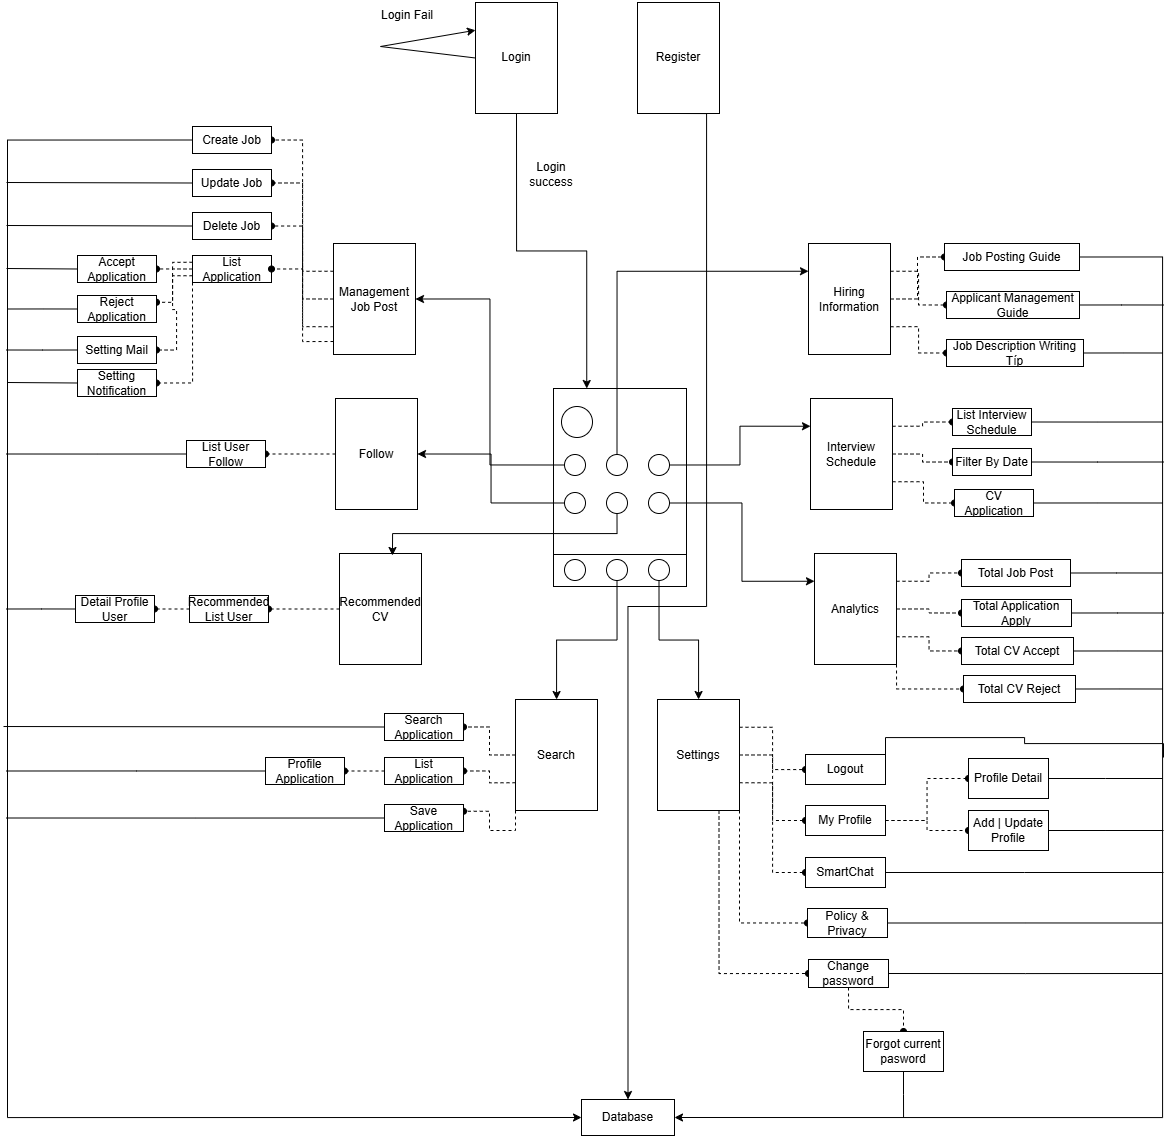 Login Fail
Login
Register
Login
success
Create Job
Update Job
Delete Job
Accept
Application
List
Application
Reject
Application
Setting Mail
Setting
Notification
Management
Job Post
Hiring
Information
Job Posting Guide
Applicant Management
Guide
Job Description Writing
Típ
List User
Follow
Follow
Interview
Schedule
List Interview
Schedule
Filter By Date
CV
Application
Detail Profile
User
Recommended
List User
Recommended
CV
Analytics
Total Job Post
Total Application
Apply
Total CV Accept
Total CV Reject
Search
Application
Profile
Application
List
Application
Save
Application
Search
Settings
Logout
My Profile
Profile Detail
Add | Update
Profile
SmartChat
Policy &
Privacy
Change
password
Forgot current
pasword
Database